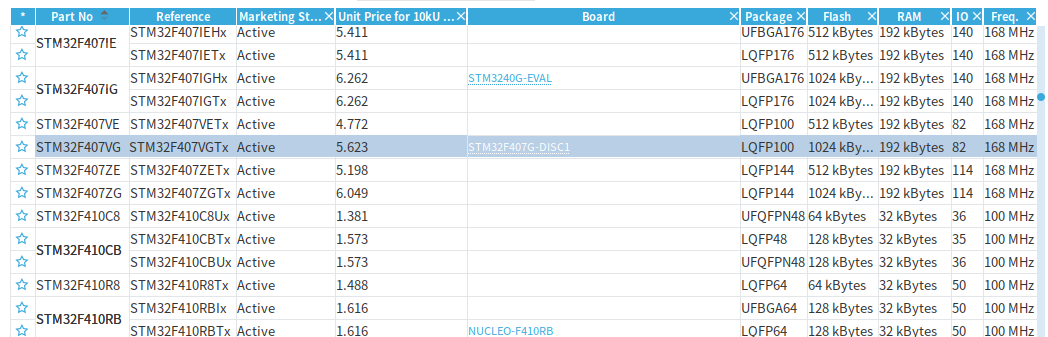 * Part No Reference Marketing St... Unit Price for 10kU ... Board Package Flash RAM IO Freq.
STM32F407IE STM32F407IEHx Active 5.411 UFBGA176 512 kBytes 192 kBytes 140 168 MHz
STM32F407IETx Active 5.411 LQFP176 512 kBytes 192 kBytes 140 168 MHz
STM32F407IG STM32F407IGHx Active 6.262 STM3240G-EVAL UFBGA176 1024 kBy... 192 kBytes 140 168 MHz
STM32F407IGTx Active 6.262 LQFP176 1024 kBy... 192 kBytes 140 168 MHz
STM32F407VE STM32F407VETx Active 4.772 LQFP100 512 kBytes 192 kBytes 82 168 MHz
STM32F407VG STM32F407VGTx Active 5.623 STM32F407G-DISC1 LQFP100 1024 kBy... 192 kBytes 82 168 MHz
STM32F407ZE STM32F407ZETx Active 5.198 LQFP144 512 kBytes 192 kBytes 114 168 MHz
STM32F407ZG STM32F407ZGTx Active 6.049 LQFP144 1024 kBy... 192 kBytes 114 168 MHz
STM32F410C8 STM32F410C8Ux Active 1.381 UFQFPN48 64 kBytes 32 kBytes 36 100 MHz
STM32F410CB STM32F410CBTx Active 1.573 LQFP48 128 kBytes 32 kBytes 35 100 MHz
STM32F410CBUx Active 1.573 UFQFPN48 128 kBytes 32 kBytes 36 100 MHz
STM32F410R8 STM32F410R8Tx Active 1.488 LQFP64 64 kBytes 32 kBytes 50 100 MHz
STM32F410RB STM32F410RBIx Active 1.616 UFBGA64 128 kBytes 32 kBytes 50 100 MHz
STM32F410RBTx Active 1.616 NUCLEO-F410RB LQFP64 128 kBytes 32 kBytes 50 100 MHz